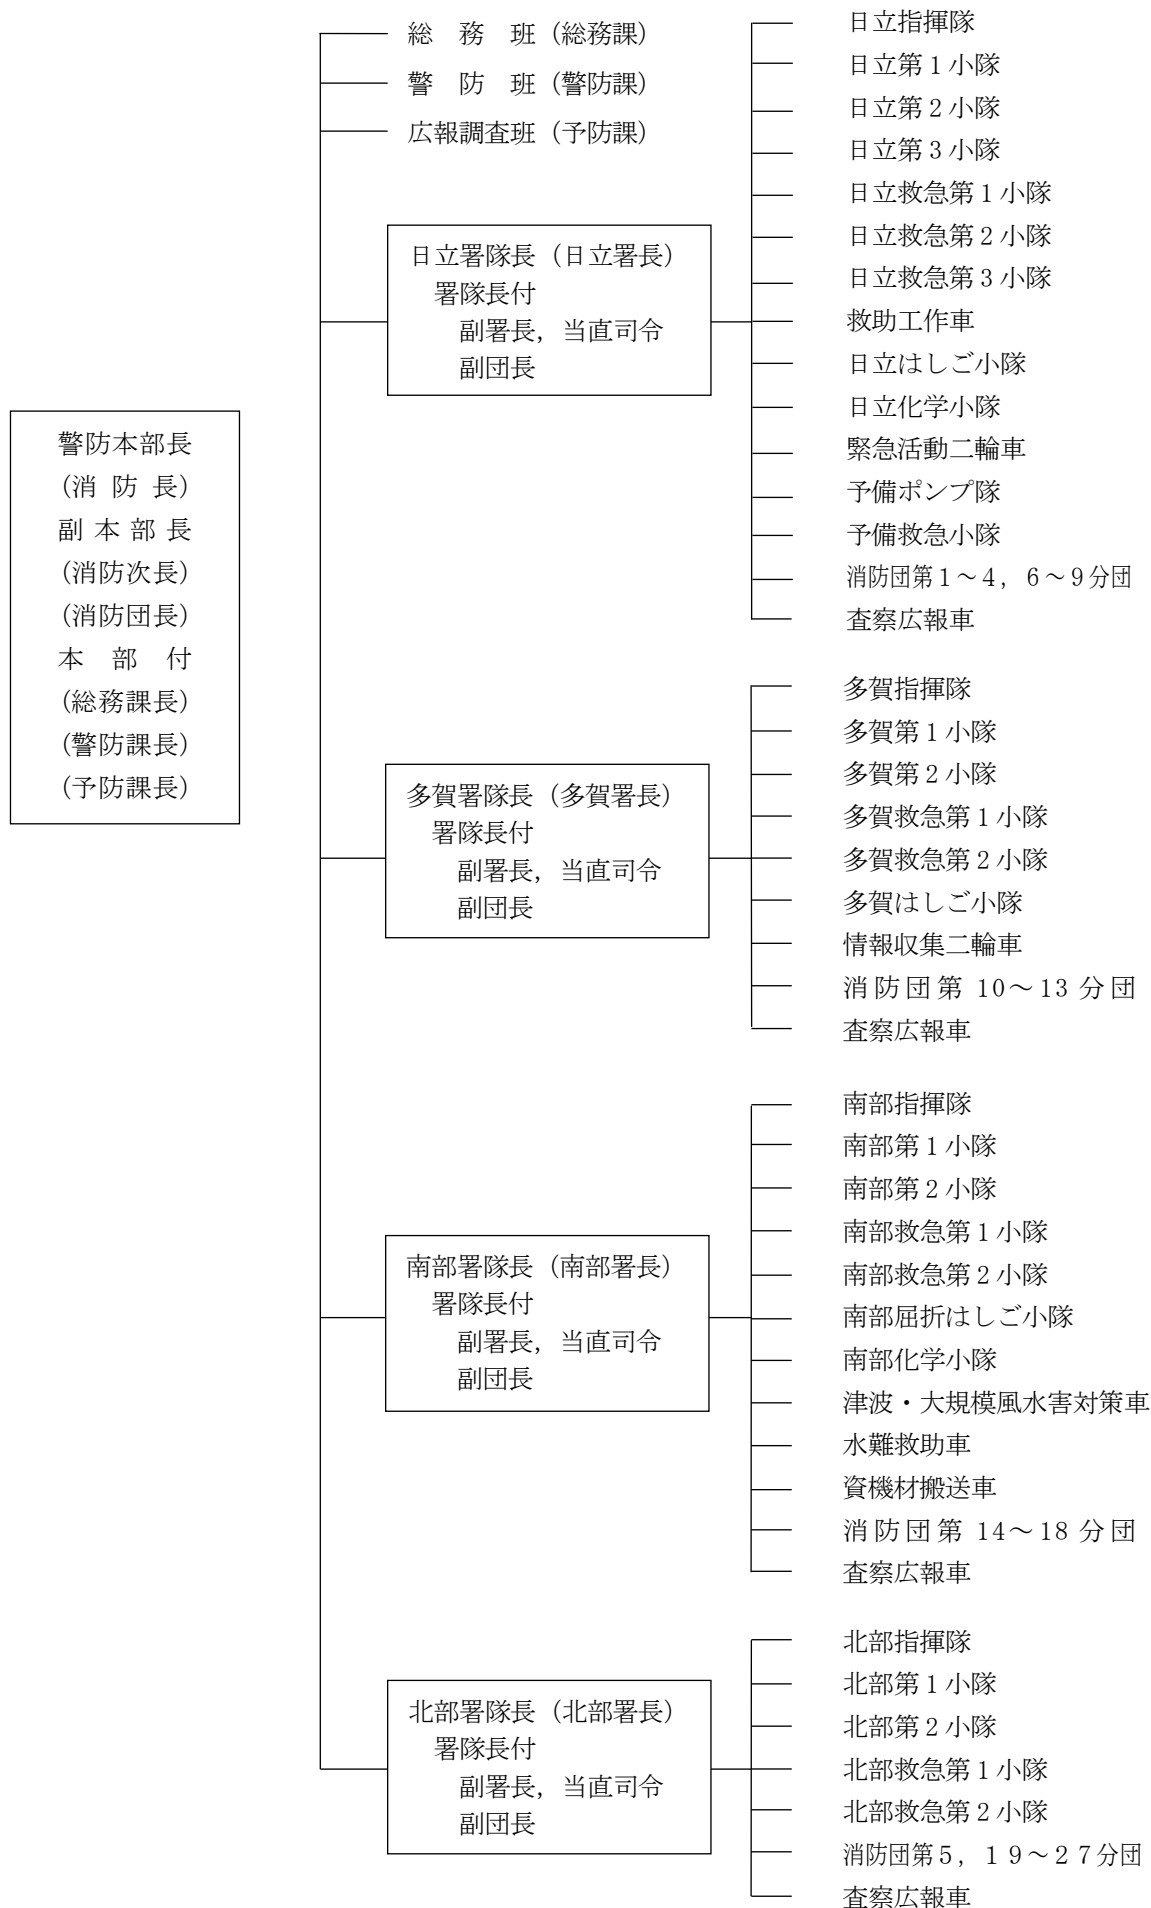 警防本部長
(消 防 長)
副 本 部 長
(消防次長)
(消防団長)
本 部 付
(総務課長)
(警防課長)
(予防課長)
総 務 班 (総務課)
警 防 班 (警防課)
広報調査班 (予防課)
日立署隊長 (日立署長)
署隊長付
副署長，当直司令
副団長
日立指揮隊
日立第1小隊
日立第2小隊
日立第3小隊
日立救急第1小隊
日立救急第2小隊
日立救急第3小隊
救助工作車
日立はしご小隊
日立化学小隊
緊急活動二輪車
予備ポンプ隊
予備救急小隊
消防団第1～4，6～9分団
査察広報車
多賀署隊長 (多賀署長)
署隊長付
副署長，当直司令
副団長
多賀指揮隊
多賀第1小隊
多賀第2小隊
多賀救急第1小隊
多賀救急第2小隊
多賀はしご小隊
情報収集二輪車
消防団第 10～13 分団
査察広報車
南部署隊長 (南部署長)
署隊長付
副署長，当直司令
副団長
南部指揮隊
南部第1小隊
南部第2小隊
南部救急第1小隊
南部救急第2小隊
南部屈折はしご小隊
南部化学小隊
津波・大規模風水害対策車
水難救助車
資機材搬送車
消防団第 14～18 分団
査察広報車
北部署隊長 (北部署長)
署隊長付
副署長，当直司令
副団長
北部指揮隊
北部第1小隊
北部第2小隊
北部救急第1小隊
北部救急第2小隊
消防団第5，19～27分団
査察広報車